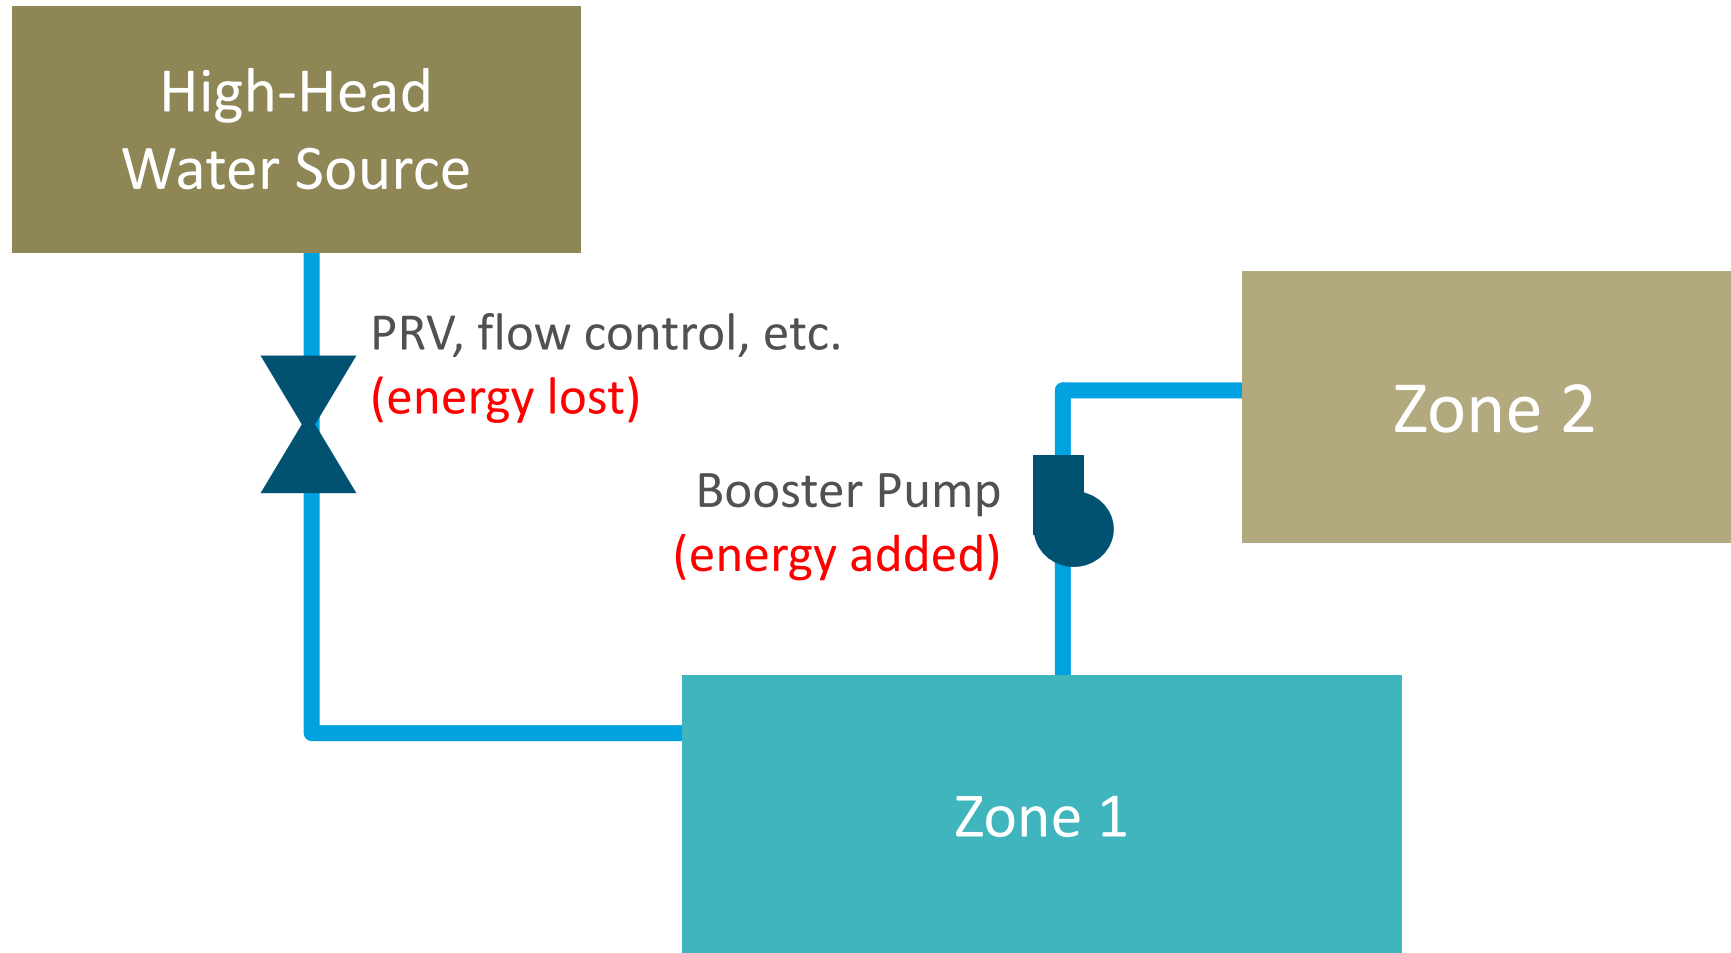 High-Head
Water Source
PRV, flow control, etc.
(energy lost)
Zone 2
Booster Pump
(energy added)
Zone 1